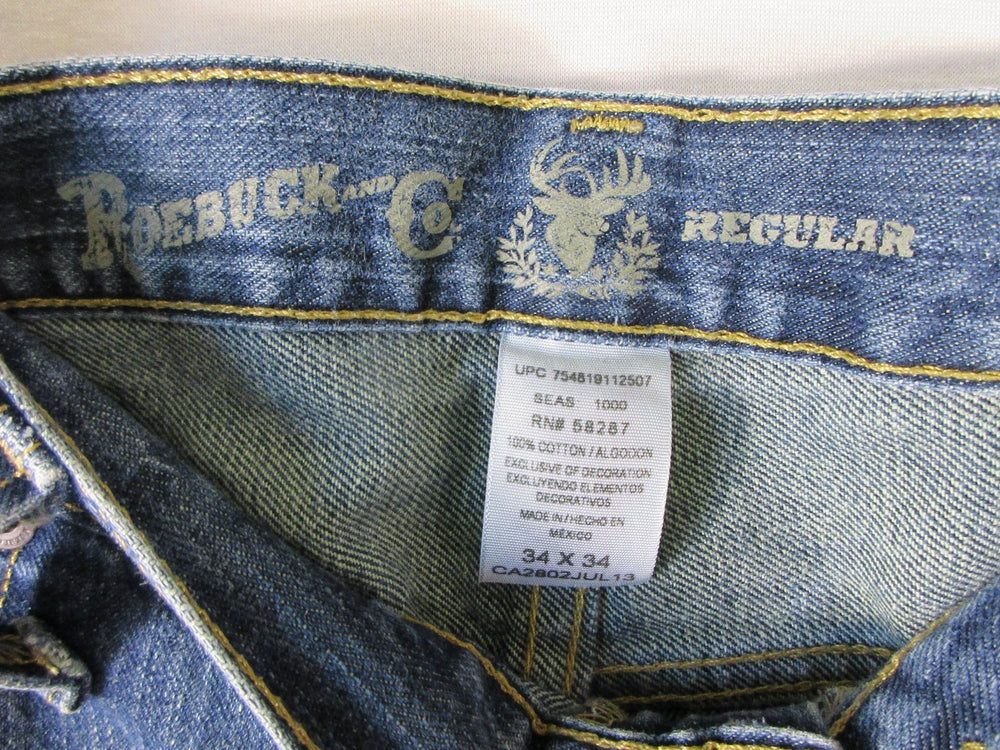 ROEBUCK AND Co.
REGULAR
UPC 754819112507
SEAS 1000
RN# 58287
100% COTTON / ALGODON
EXCLUSIVE OF DECORATION
EXCLUYENDO ELEMENTOS
DECORATIVOS
MADE IN / HECHO EN
MÉXICO
34 X 34
CA2802JUL13